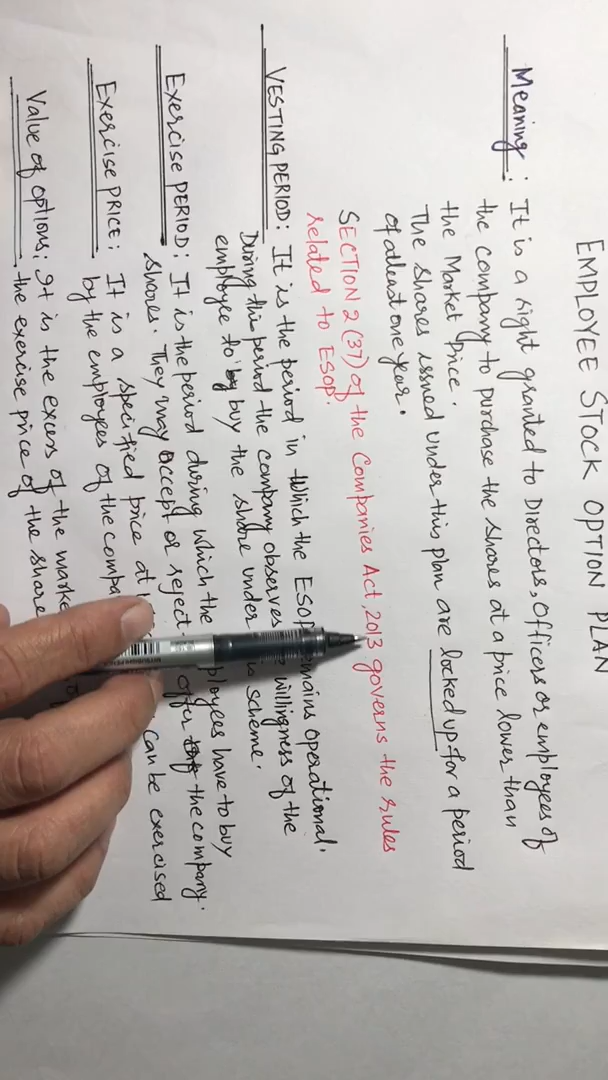 EMPLOYEE STOCK OPTION PLAN
Meaning: It is a right granted to Directors, Officers or employees of
the company to purchase the shares at a price lower than
the Market Price.
The shares issued under this plan are locked up for a period
of atleast one year.
SECTION 2 (37) of the Companies Act, 2013 governs the rules
related to ESOP.
VESTING PERIOD: It is the period in which the ESOP remains operational.
During this period the company observes willingness of the
employee to buy the share under scheme.
Exercise PERIOD: It is the period during which the have to buy
shares. They may accept or reject offer the company.
Exercise PRICE: It is a specified price at can be exercised
by the employees of the
Value of options: It is the excess of the
the exercise price of the share